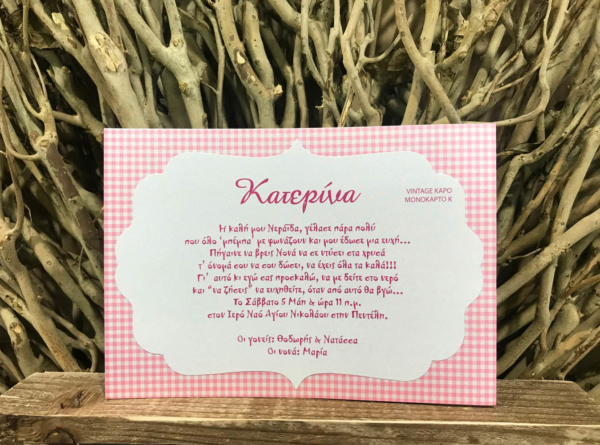 Κατερίνα
VINTAGE ΚΑΡΟ
ΜΟΝΟΚΑΡΤΟ Κ
Η καλή μου Νεράϊδα, γέλασε πάρα πολύ
που όλο ‘μπέμπα’ με φωνάζουν και μου έδωσε μια ευχή...
Πήγαινε να βρεις Νονά να σε ντύσει στα χρυσά
τ’ όνομά σου να σου δώσει, να έχεις όλα τα καλά!!!
Γι’ αυτό κι εγώ σας προσκαλώ, να με δείτε στο νερό
και “να ζήσεις” να ευχηθείτε, όταν από αυτό θα βγώ...
Το Σάββατο 5 Μάη & ώρα 11 π.μ.
στον Ιερό Ναό Αγίου Νικολάου στην Πεντέλη.
Οι γονείς: Θοδωρής & Νατάσσα
Οι νονά: Μαρία